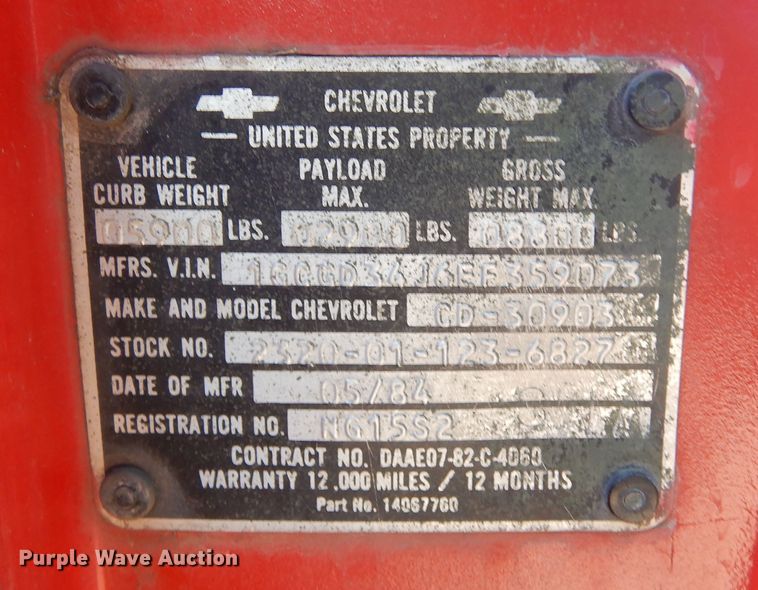 CHEVROLET
UNITED STATES PROPERTY
VEHICLE CURB WEIGHT PAYLOAD MAX. GROSS WEIGHT MAX.
05900 LBS. 02900 LBS. 08800 LBS.
MFRS. V.I.N. 1GCGD34J6EF359073
MAKE AND MODEL CHEVROLET CD-30903
STOCK NO. 2320-01-123-6827
DATE OF MFR 05/84
REGISTRATION NO. NG15S2
CONTRACT NO. DAAE07-82-C-4060
WARRANTY 12,000 MILES / 12 MONTHS
Part No. 14067760
Purple Wave Auction